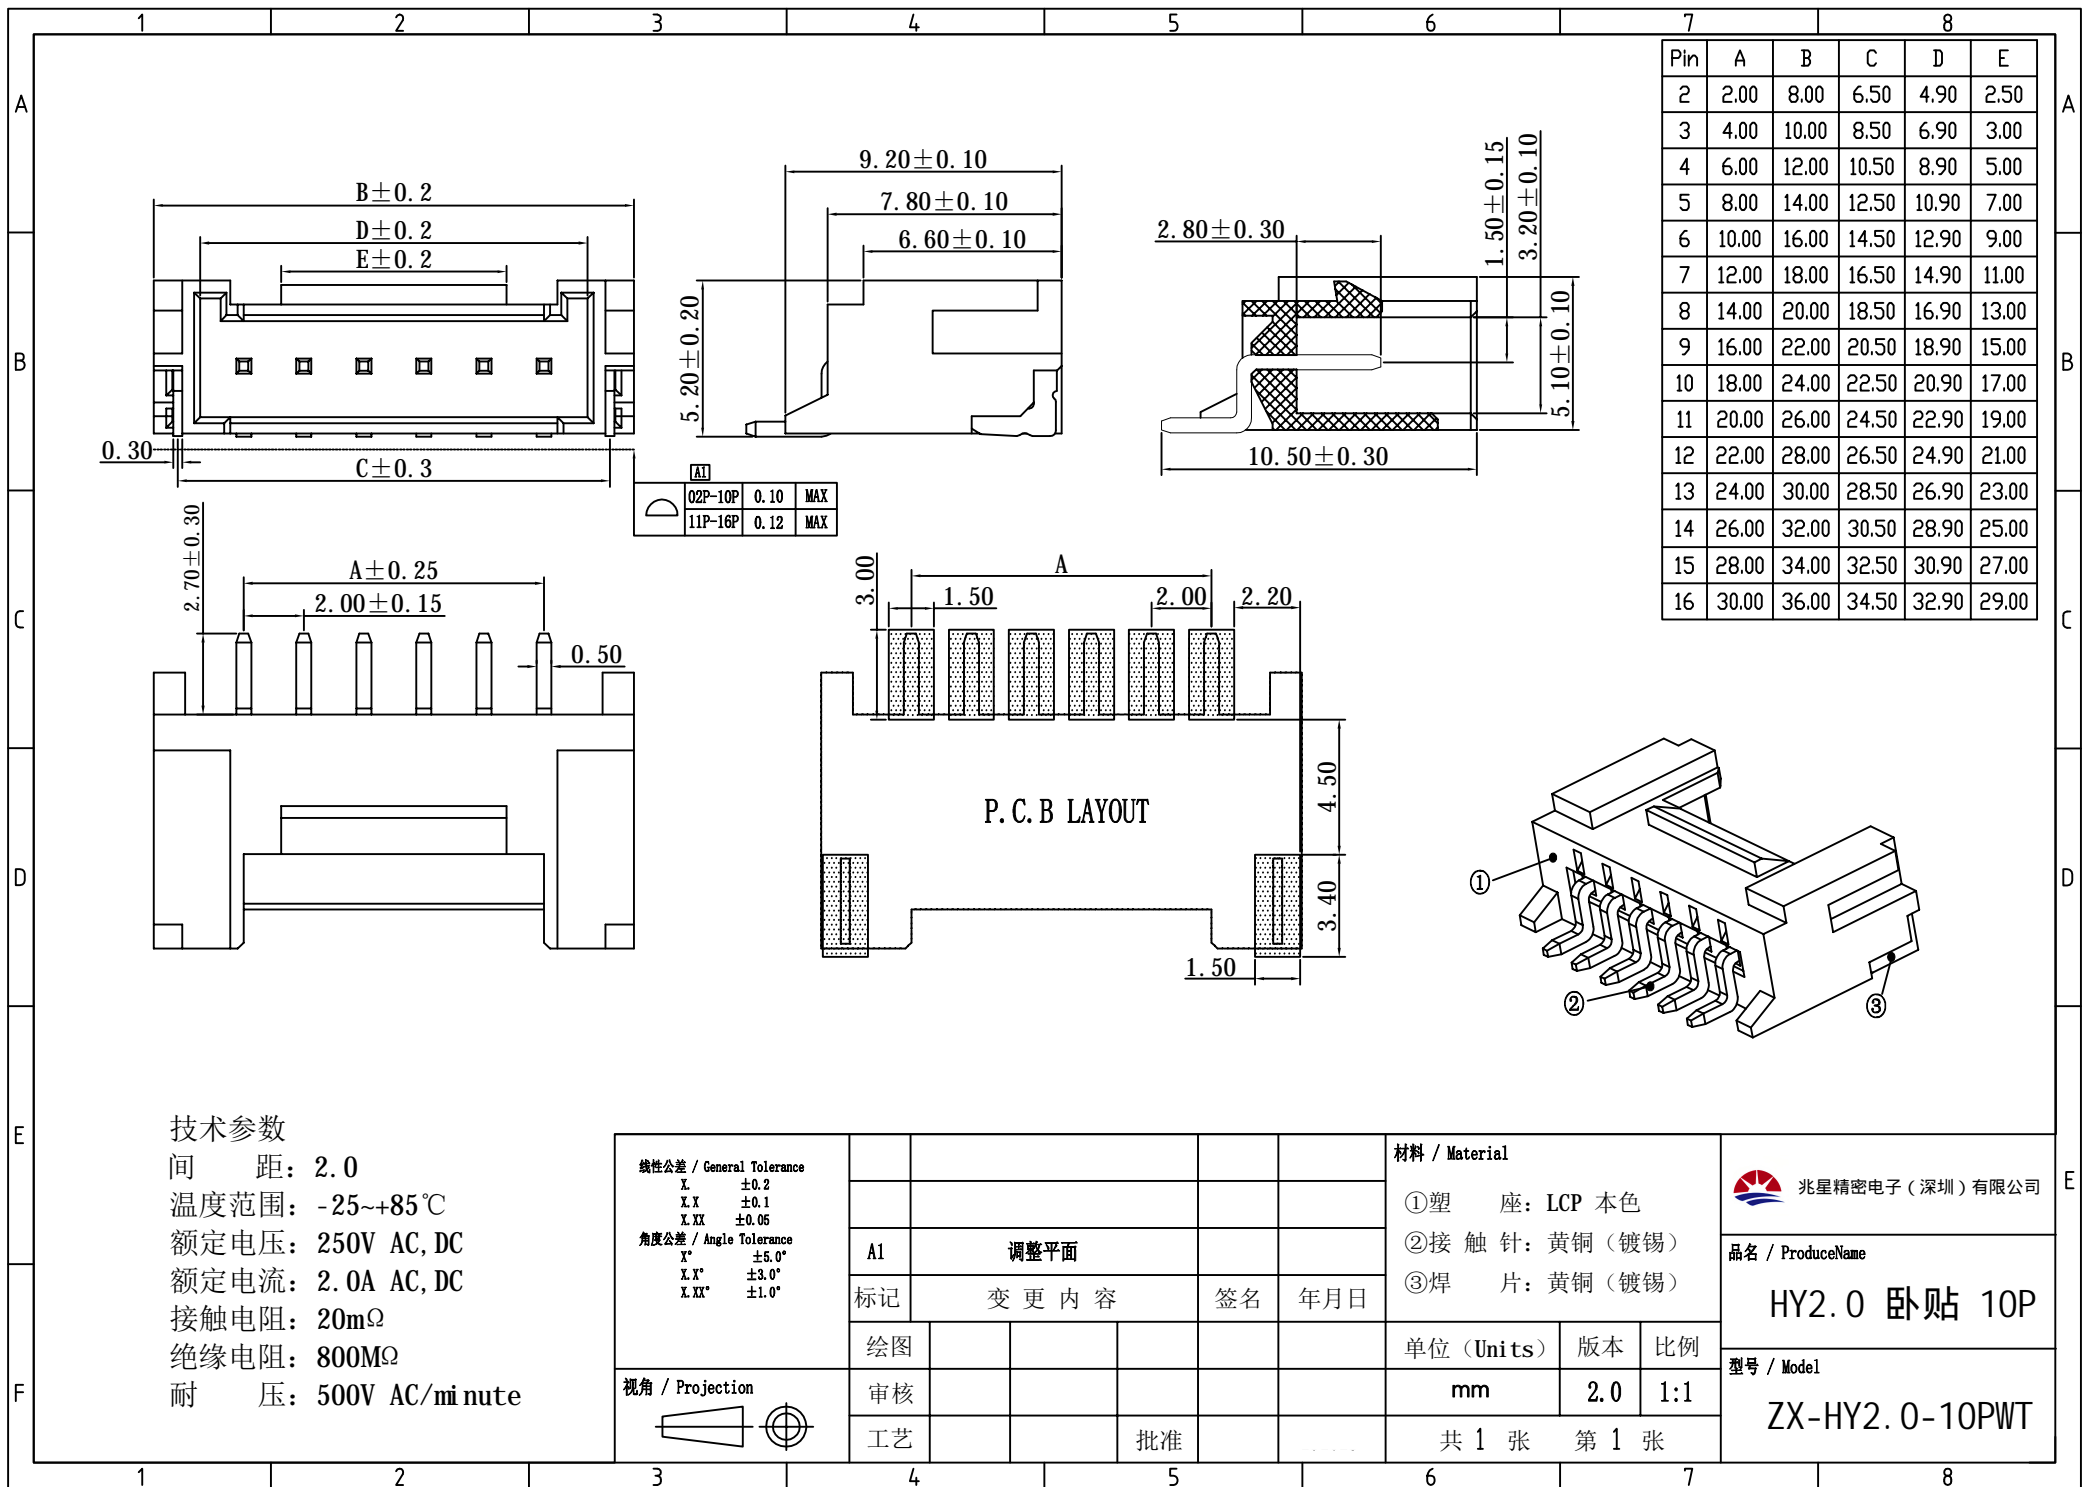 1 2 3 4 5 6 7 8
A
B
C
D
E
F
A
B
C
D
E
Pin A B C D E
2 2.00 8.00 6.50 4.90 2.50
3 4.00 10.00 8.50 6.90 3.00
4 6.00 12.00 10.50 8.90 5.00
5 8.00 14.00 12.50 10.90 7.00
6 10.00 16.00 14.50 12.90 9.00
7 12.00 18.00 16.50 14.90 11.00
8 14.00 20.00 18.50 16.90 13.00
9 16.00 22.00 20.50 18.90 15.00
10 18.00 24.00 22.50 20.90 17.00
11 20.00 26.00 24.50 22.90 19.00
12 22.00 28.00 26.50 24.90 21.00
13 24.00 30.00 28.50 26.90 23.00
14 26.00 32.00 30.50 28.90 25.00
15 28.00 34.00 32.50 30.90 27.00
16 30.00 36.00 34.50 32.90 29.00
B±0.2
D±0.2
E±0.2
0.30
C±0.3
9.20±0.10
7.80±0.10
6.60±0.10
5.20±0.20
2.80±0.30
1.50±0.15
3.20±0.10
5.10±0.10
10.50±0.30
A1
02P-10P 0.10 MAX
11P-16P 0.12 MAX
2.70±0.30
A±0.25
2.00±0.15
0.50
3.00
A
1.50
2.00
2.20
P.C.B LAYOUT
4.50
3.40
1.50
①
②
③
技术参数
间 距：2.0
温度范围：-25~+85℃
额定电压：250V AC,DC
额定电流：2.0A AC,DC
接触电阻：20mΩ
绝缘电阻：800MΩ
耐 压：500V AC/minute
线性公差 / General Tolerance
X. ±0.2
X.X ±0.1
X.XX ±0.05
角度公差 / Angle Tolerance
X° ±5.0°
X.X° ±3.0°
X.XX° ±1.0°
视角 / Projection
A1 调整平面
标记 变更内容 签名 年月日
绘图
审核
工艺 批准
材料 / Material
①塑 座：LCP 本色
②接 触 针：黄铜（镀锡）
③焊 片：黄铜（镀锡）
单位（Units） 版本 比例
mm 2.0 1:1
共 1 张 第 1 张
兆星精密电子（深圳）有限公司
品名 / ProduceName
HY2.0 卧贴 10P
型号 / Model
ZX-HY2.0-10PWT
1 2 3 4 5 6 7 8